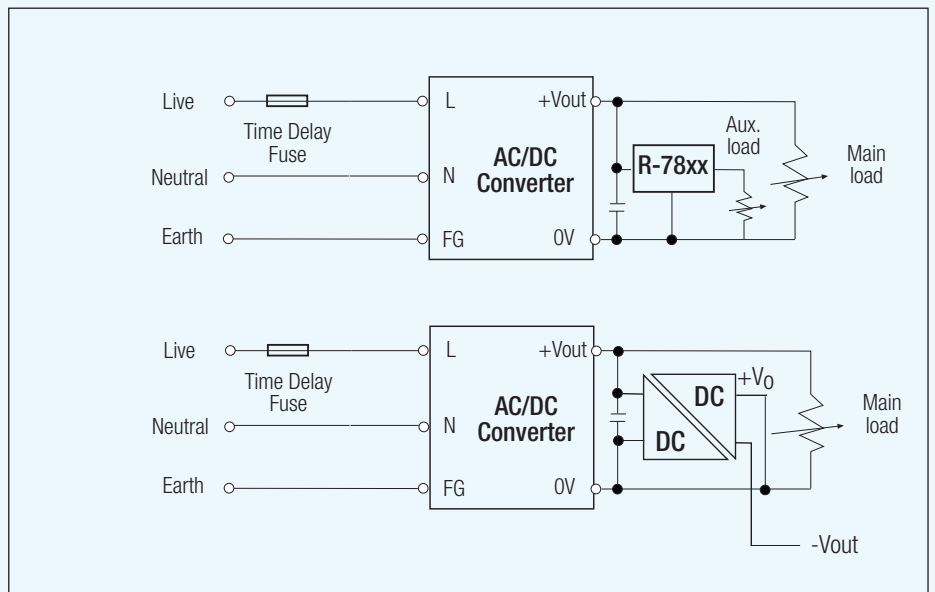 Live
Time Delay
Fuse
Neutral
Earth
L
N
FG
AC/DC
Converter
+Vout
0V
R-78xx
Aux.
load
Main
load
Live
Time Delay
Fuse
Neutral
Earth
L
N
FG
AC/DC
Converter
+Vout
0V
DC
DC
+VO
Main
load
-Vout